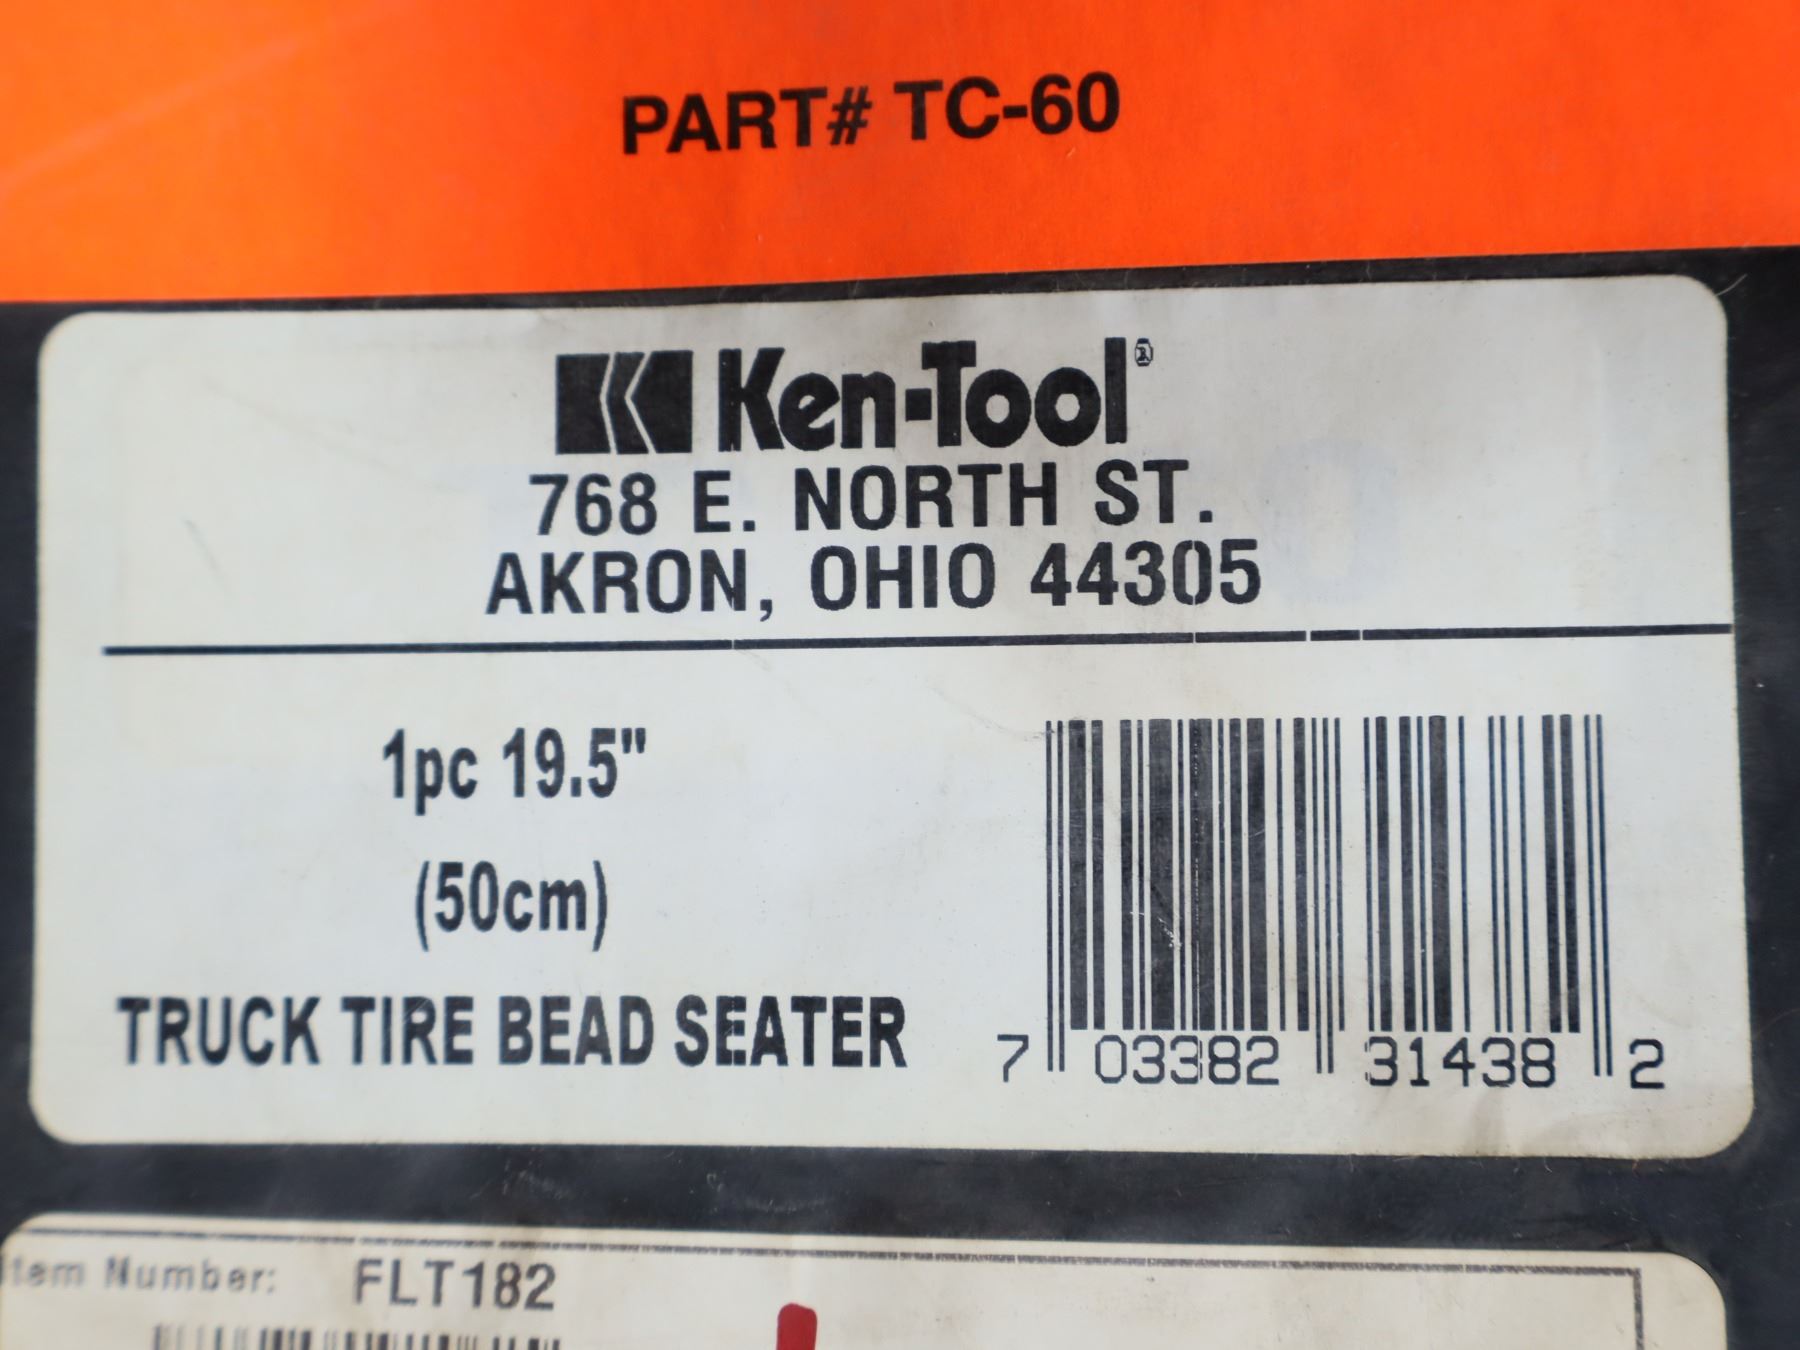 PART# TC-60
Ken-Tool®
768 E. NORTH ST.
AKRON, OHIO 44305
1pc 19.5"
(50cm)
TRUCK TIRE BEAD SEATER
7 03382 31438 2
Item Number: FLT182